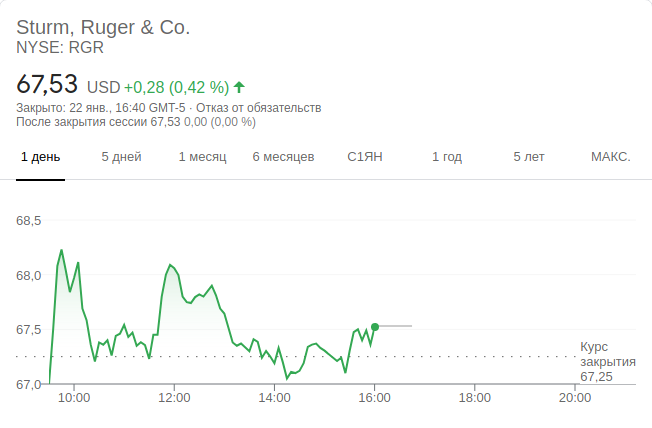 Sturm, Ruger & Co.
NYSE: RGR
67,53 USD +0,28 (0,42 %)
Закрыто: 22 янв., 16:40 GMT-5 · Отказ от обязательств
После закрытия сессии 67,53 0,00 (0,00 %)
1 день 5 дней 1 месяц 6 месяцев С1ЯН 1 год 5 лет МАКС.
68,5
68,0
67,5
67,0
Курс
закрытия
67,25
10:00 12:00 14:00 16:00 18:00 20:00